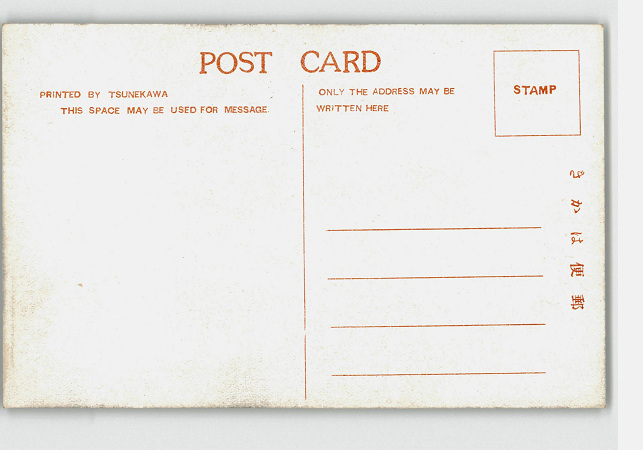 POST CARD
PRINTED BY TSUNEKAWA
THIS SPACE MAY BE USED FOR MESSAGE.
ONLY THE ADDRESS MAY BE
WRITTEN HERE
STAMP
郵便はかき